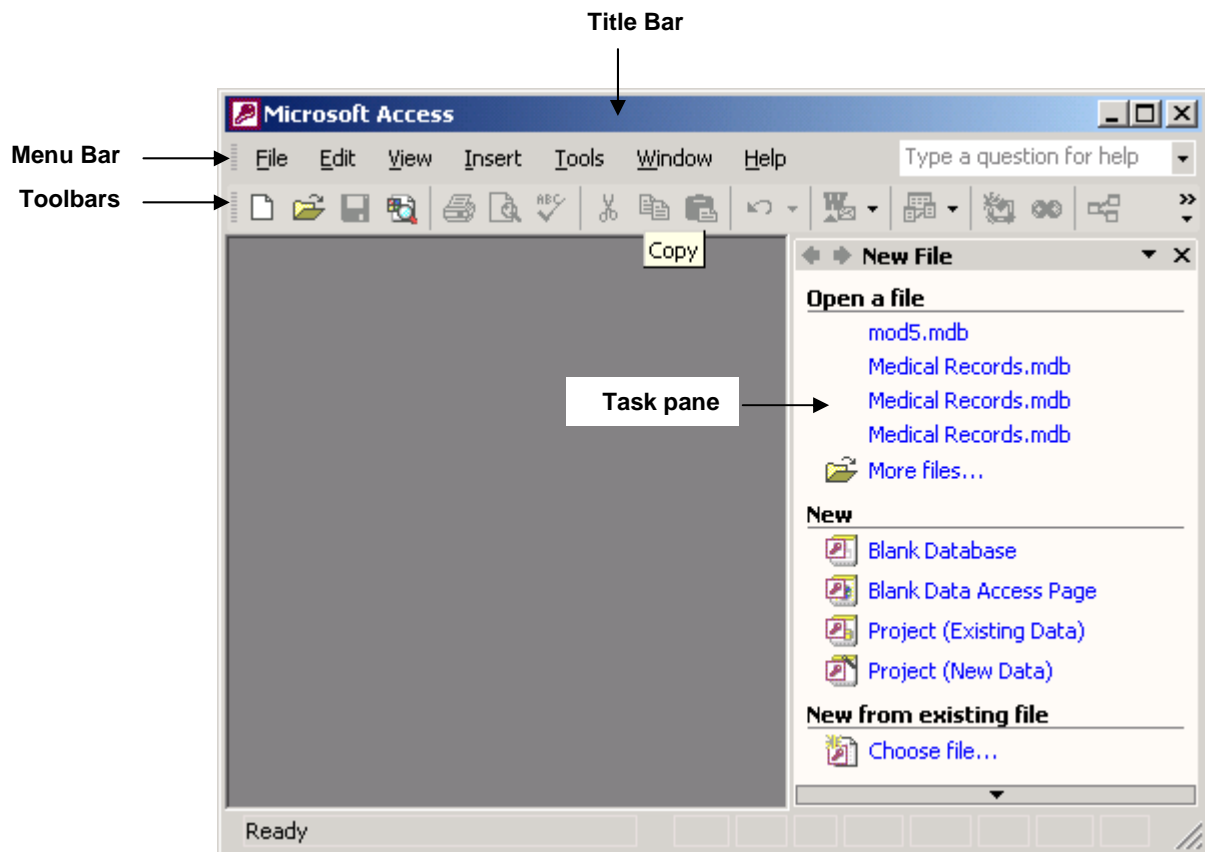 Title Bar
Microsoft Access
Menu Bar
File Edit View Insert Tools Window Help Type a question for help
Toolbars
ABC
W
Copy
New File
Open a file
mod5.mdb
Medical Records.mdb
Task pane
Medical Records.mdb
Medical Records.mdb
More files...
New
Blank Database
Blank Data Access Page
Project (Existing Data)
Project (New Data)
New from existing file
Choose file...
Ready